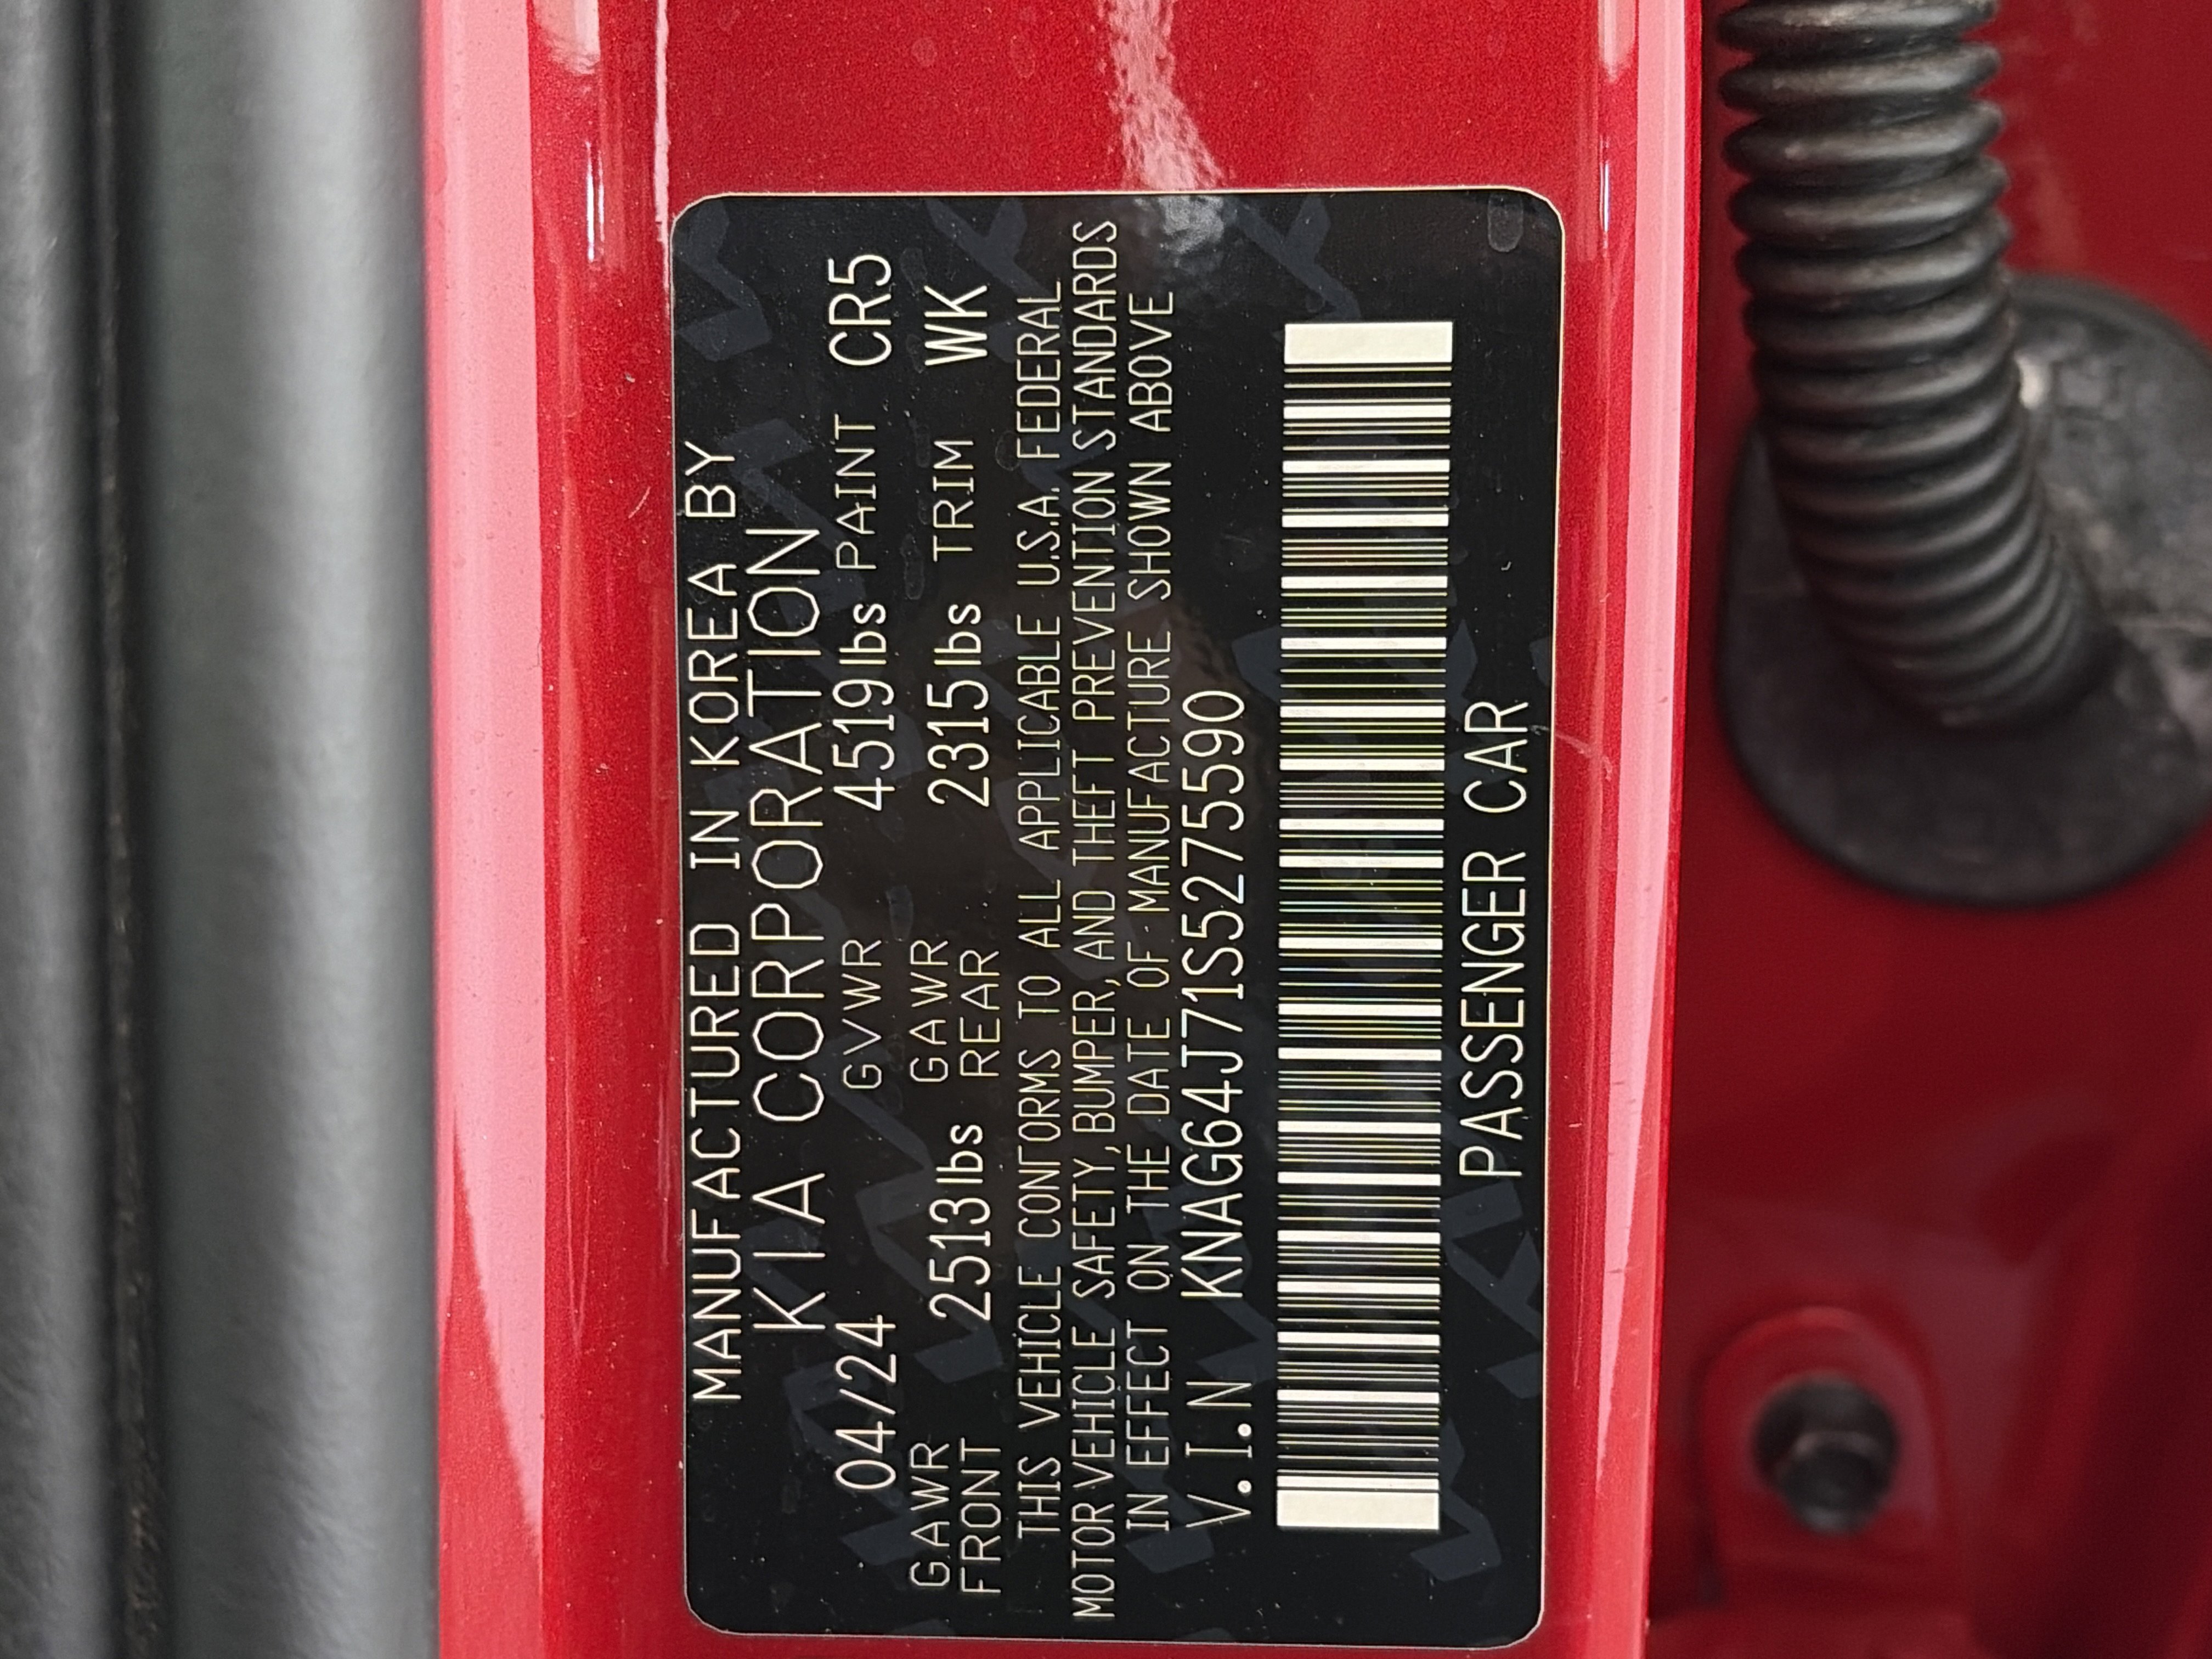 MANUFACTURED IN KOREA BY
KIA CORPORATION
04/24 GVWR 4519lbs PAINT CR5
GAWR FRONT 2513lbs GAWR REAR 2315lbs TRIM WK
THIS VEHICLE CONFORMS TO ALL APPLICABLE U.S.A. FEDERAL
MOTOR VEHICLE SAFETY, BUMPER, AND THEFT PREVENTION STANDARDS
IN EFFECT ON THE DATE OF MANUFACTURE SHOWN ABOVE
V.I.N KNAG64J71S5275590
PASSENGER CAR